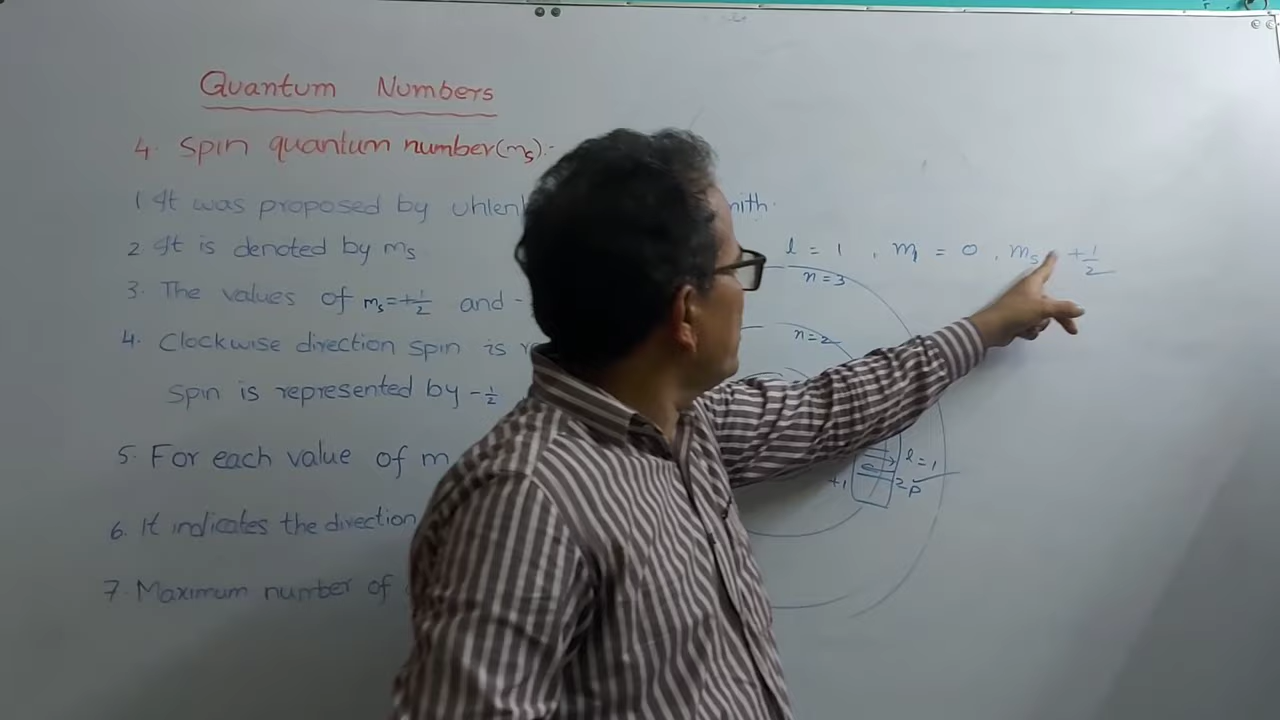 Quantum Numbers
4. Spin quantum number(ms):-
1 It was proposed by Uhlen
2 It is denoted by ms
3. The values of ms=+1/2 and -
4. Clockwise direction spin is
Spin is represented by -1/2
5. For each value of m
6. It indicates the direction
7. Maximum number of
l = 1 , ml = 0 , ms +1/2
n=3
n=2
l=1
+1
2p